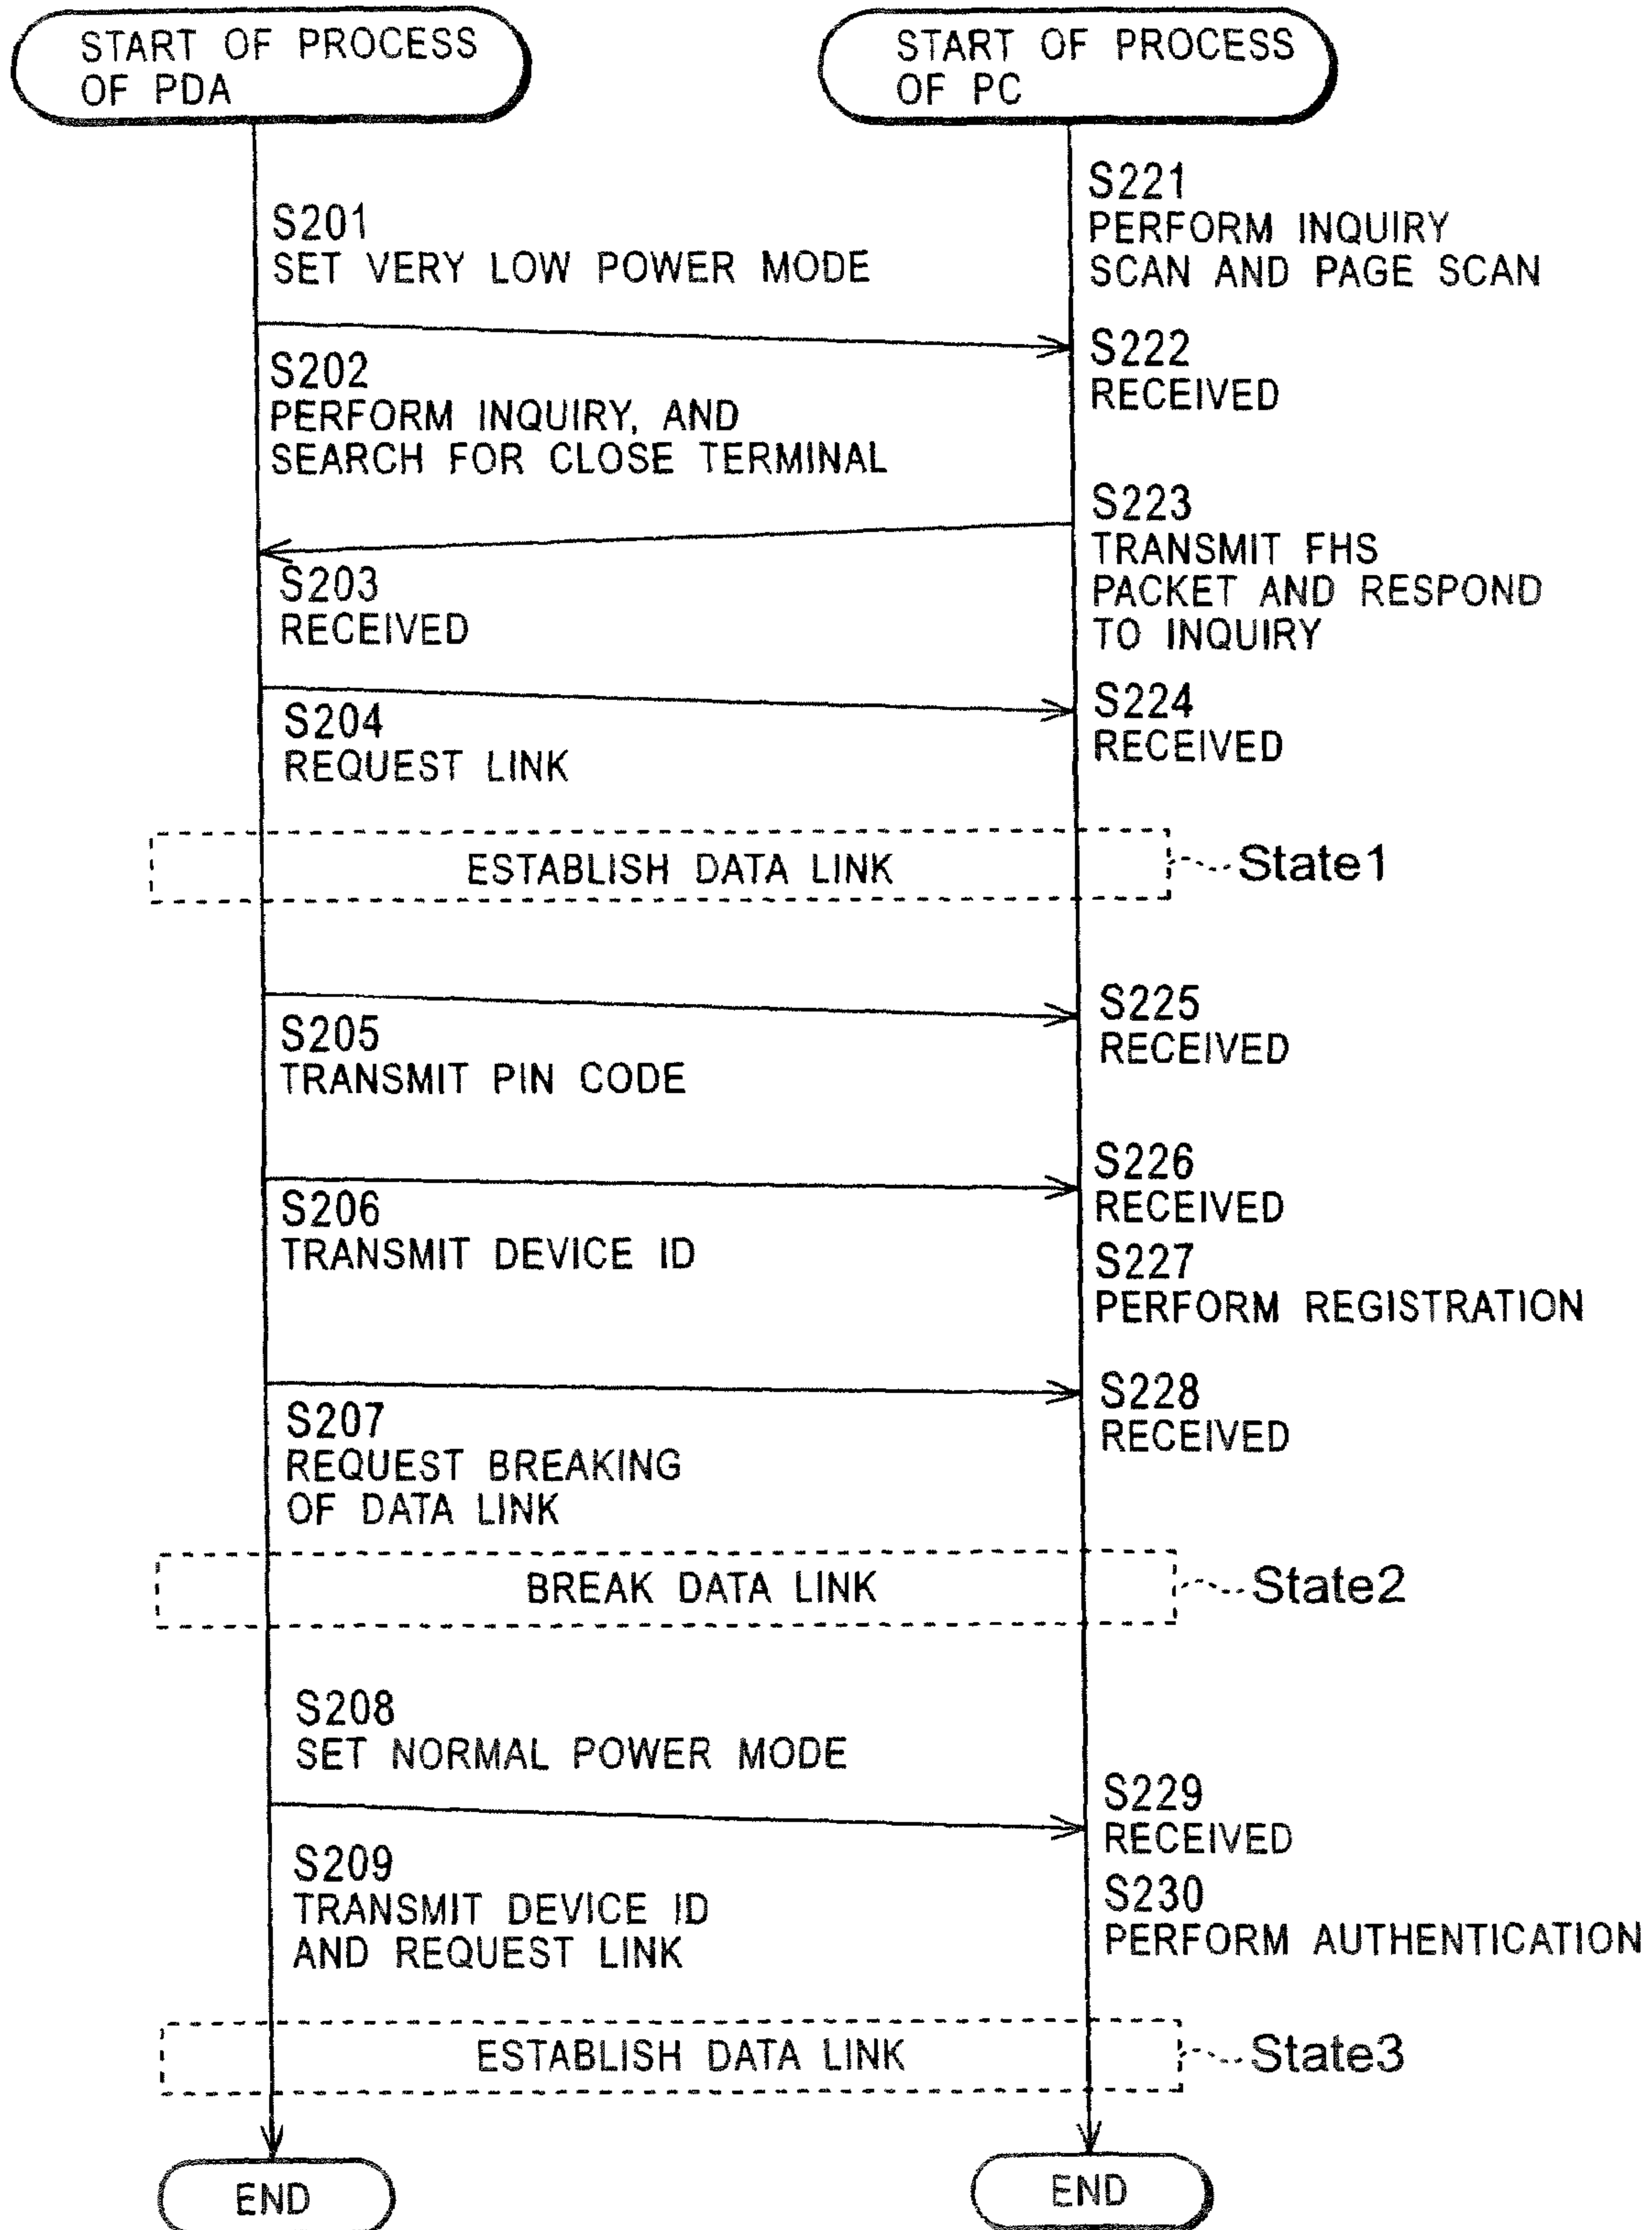 START OF PROCESS
OF PDA
START OF PROCESS
OF PC
S221
PERFORM INQUIRY
SCAN AND PAGE SCAN
S201
SET VERY LOW POWER MODE
S222
RECEIVED
S202
PERFORM INQUIRY, AND
SEARCH FOR CLOSE TERMINAL
S223
TRANSMIT FHS
PACKET AND RESPOND
TO INQUIRY
S203
RECEIVED
S224
RECEIVED
S204
REQUEST LINK
ESTABLISH DATA LINK
State1
S225
RECEIVED
S205
TRANSMIT PIN CODE
S226
RECEIVED
S206
TRANSMIT DEVICE ID
S227
PERFORM REGISTRATION
S228
RECEIVED
S207
REQUEST BREAKING
OF DATA LINK
BREAK DATA LINK
State2
S208
SET NORMAL POWER MODE
S229
RECEIVED
S209
TRANSMIT DEVICE ID
AND REQUEST LINK
S230
PERFORM AUTHENTICATION
ESTABLISH DATA LINK
State3
END
END